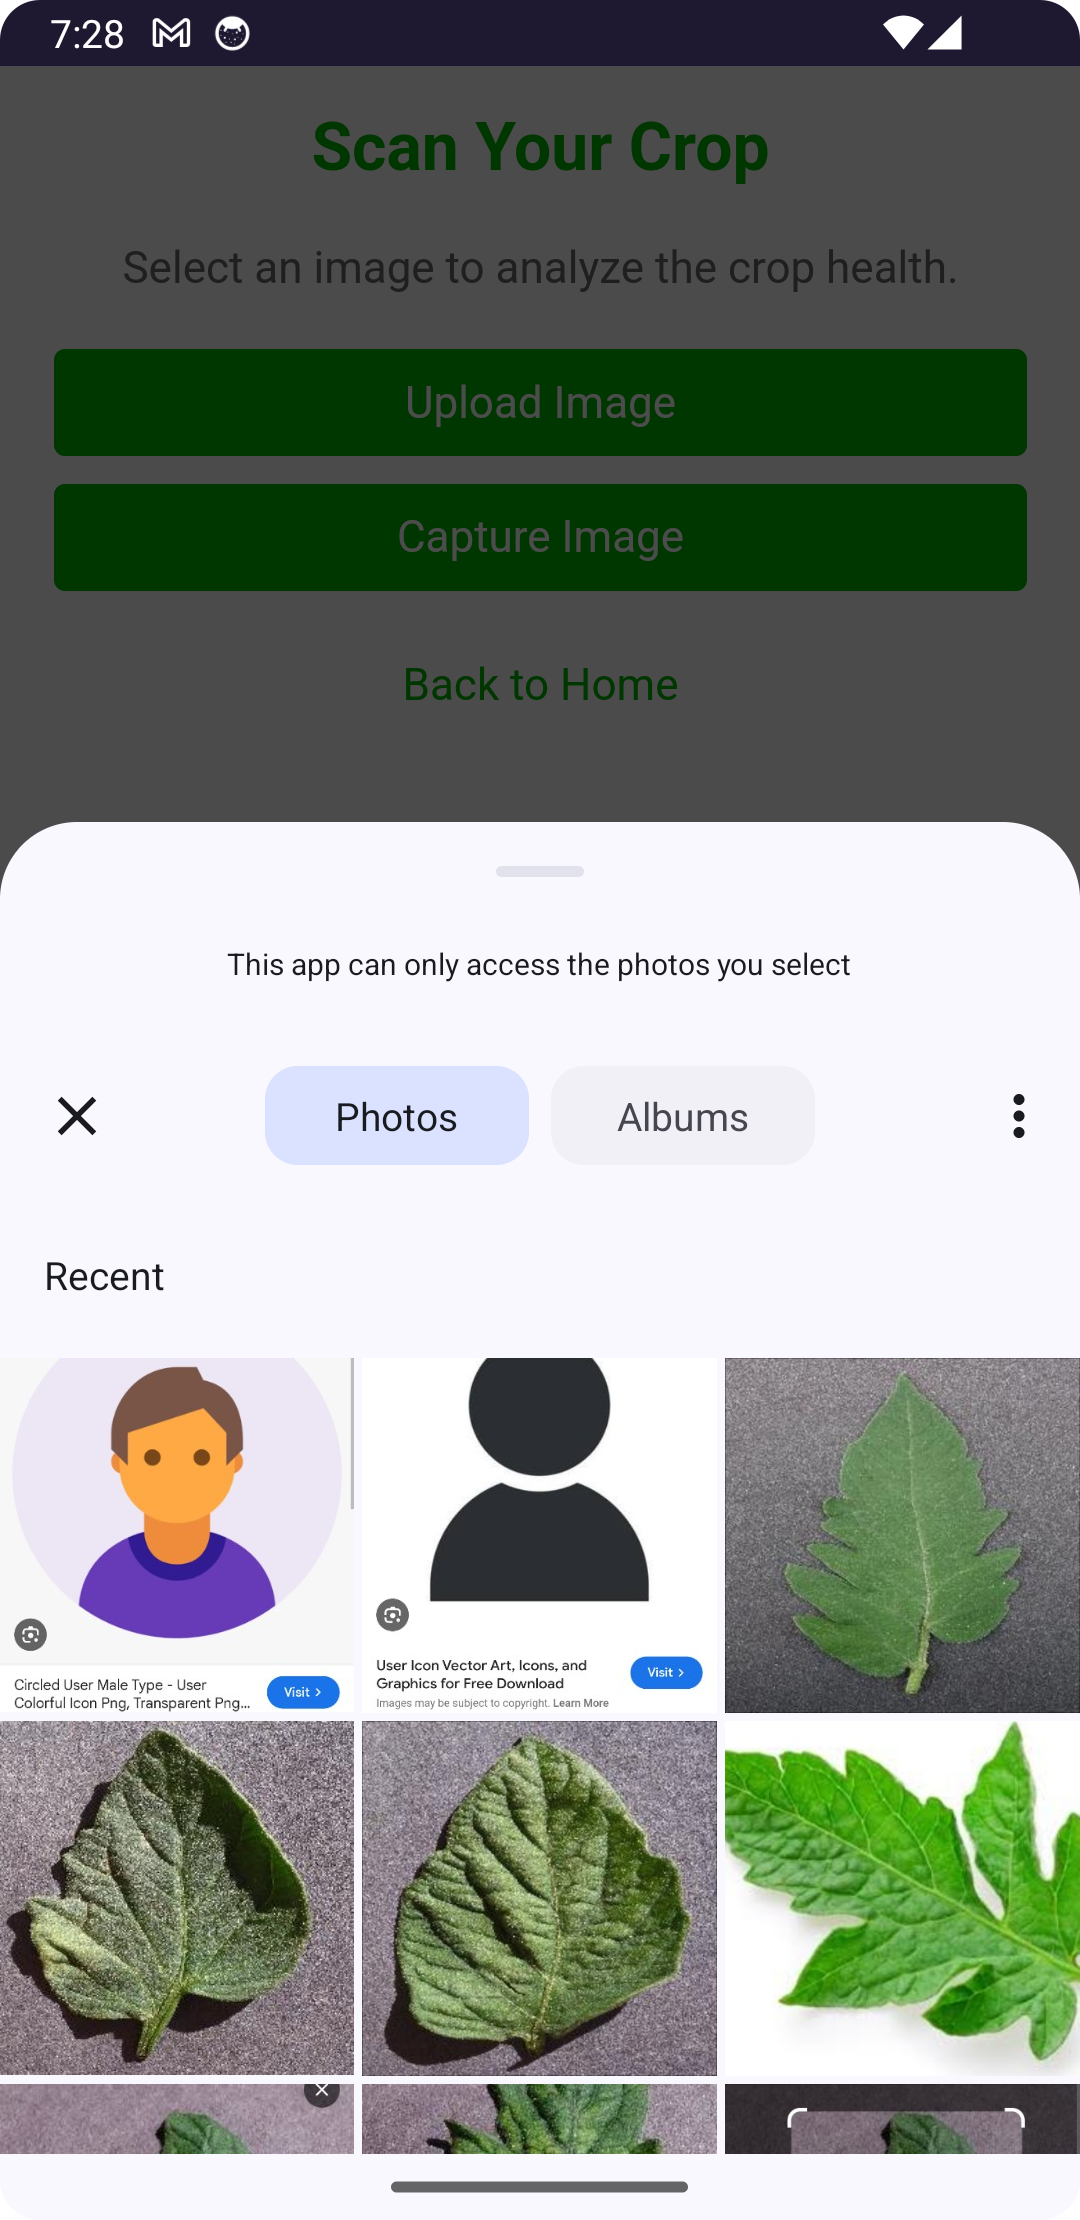 7:28
Scan Your Crop
Select an image to analyze the crop health.
Upload Image
Capture Image
Back to Home
This app can only access the photos you select
Photos
Albums
Recent
Circled User Male Type - User
Colorful Icon Png, Transparent Png...
Visit >
User Icon Vector Art, Icons, and
Graphics for Free Download
Visit >
Images may be subject to copyright. Learn More